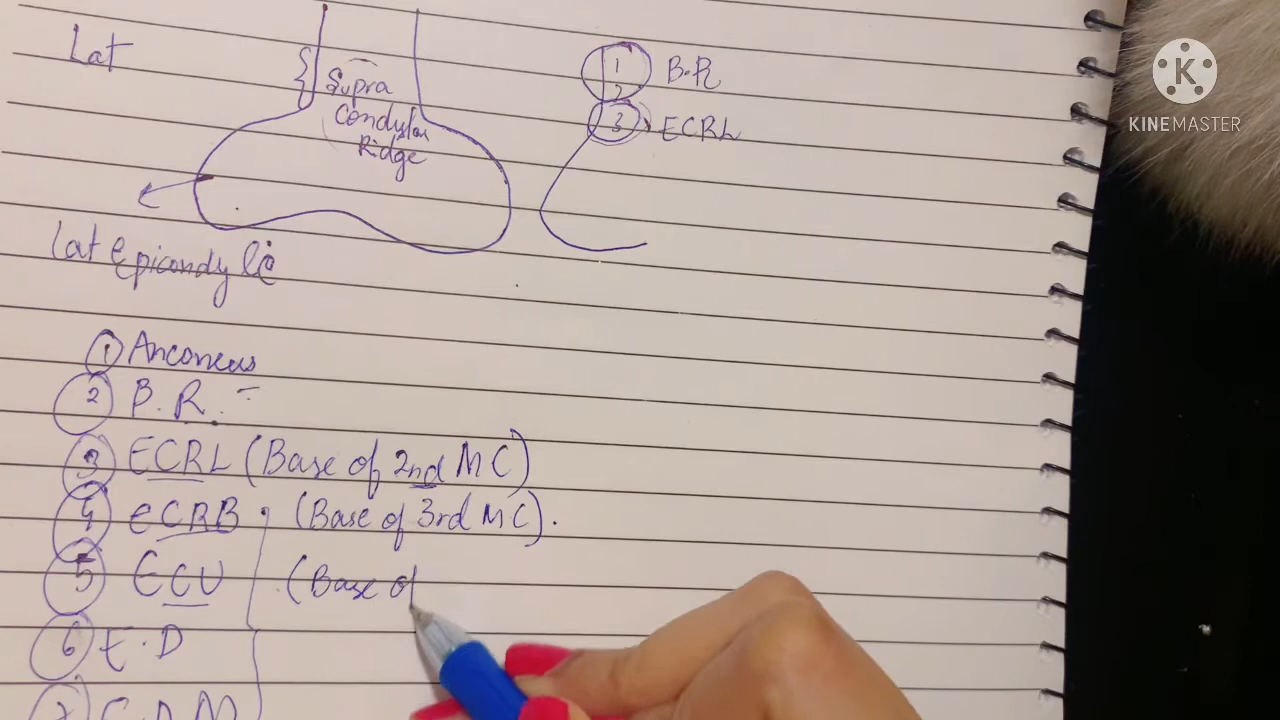 Lat
Supra
Condylar
Ridge
1
2
B.R
3
ECRL
Lat Epicondyle
K
KINEMASTER
1 Anconeus
2 B.R.
3 ECRL (Base of 2nd MC)
4 eCRB (Base of 3rd MC).
5 ECU (Base of
6 E.D
7